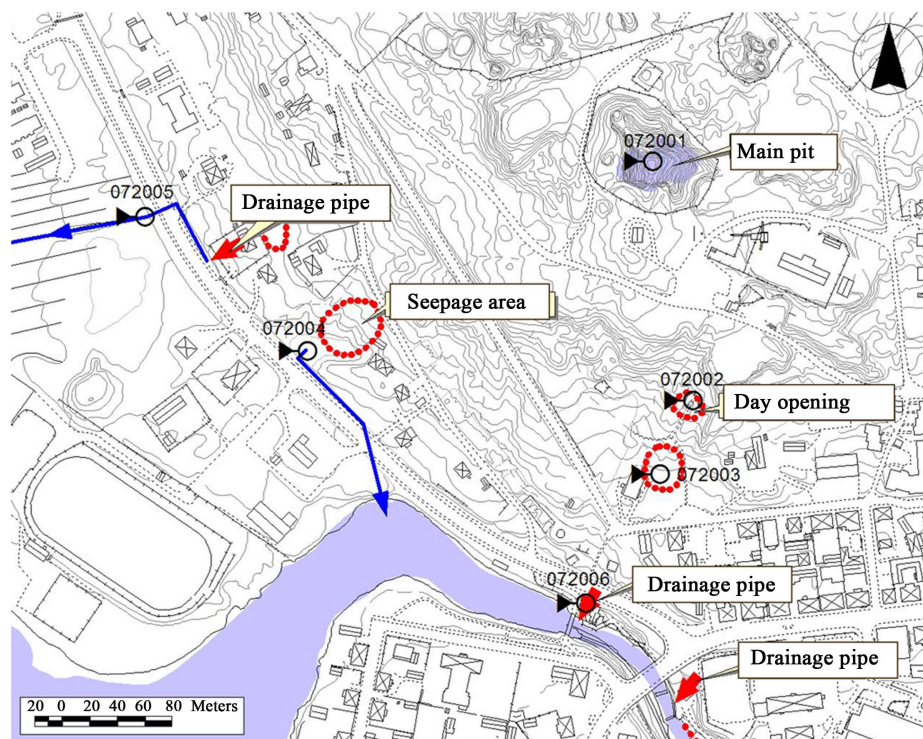 072001
Main pit
072005
Drainage pipe
Seepage area
072004
072002
Day opening
072003
072006
Drainage pipe
Drainage pipe
20 0 20 40 60 80 Meters